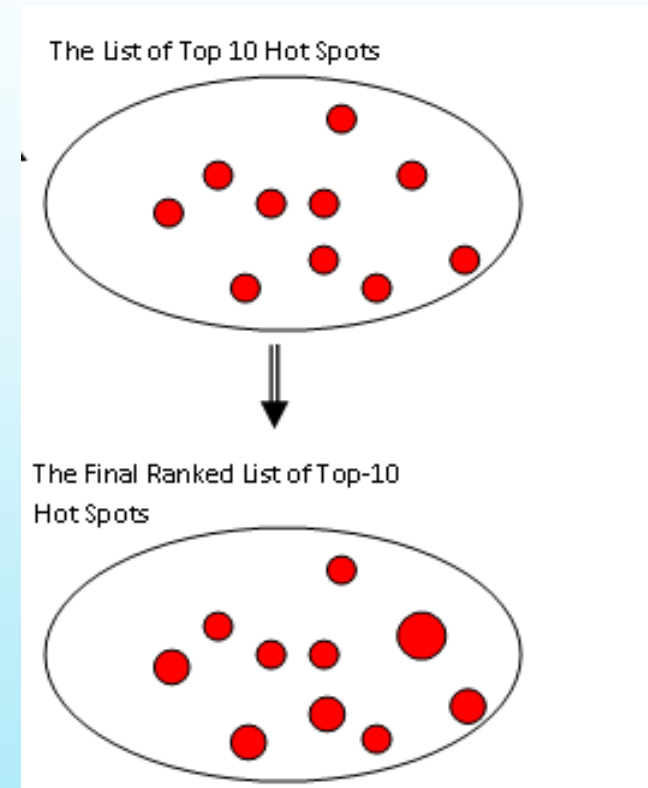 The List of Top 10 Hot Spots
The Final Ranked List of Top-10
Hot Spots